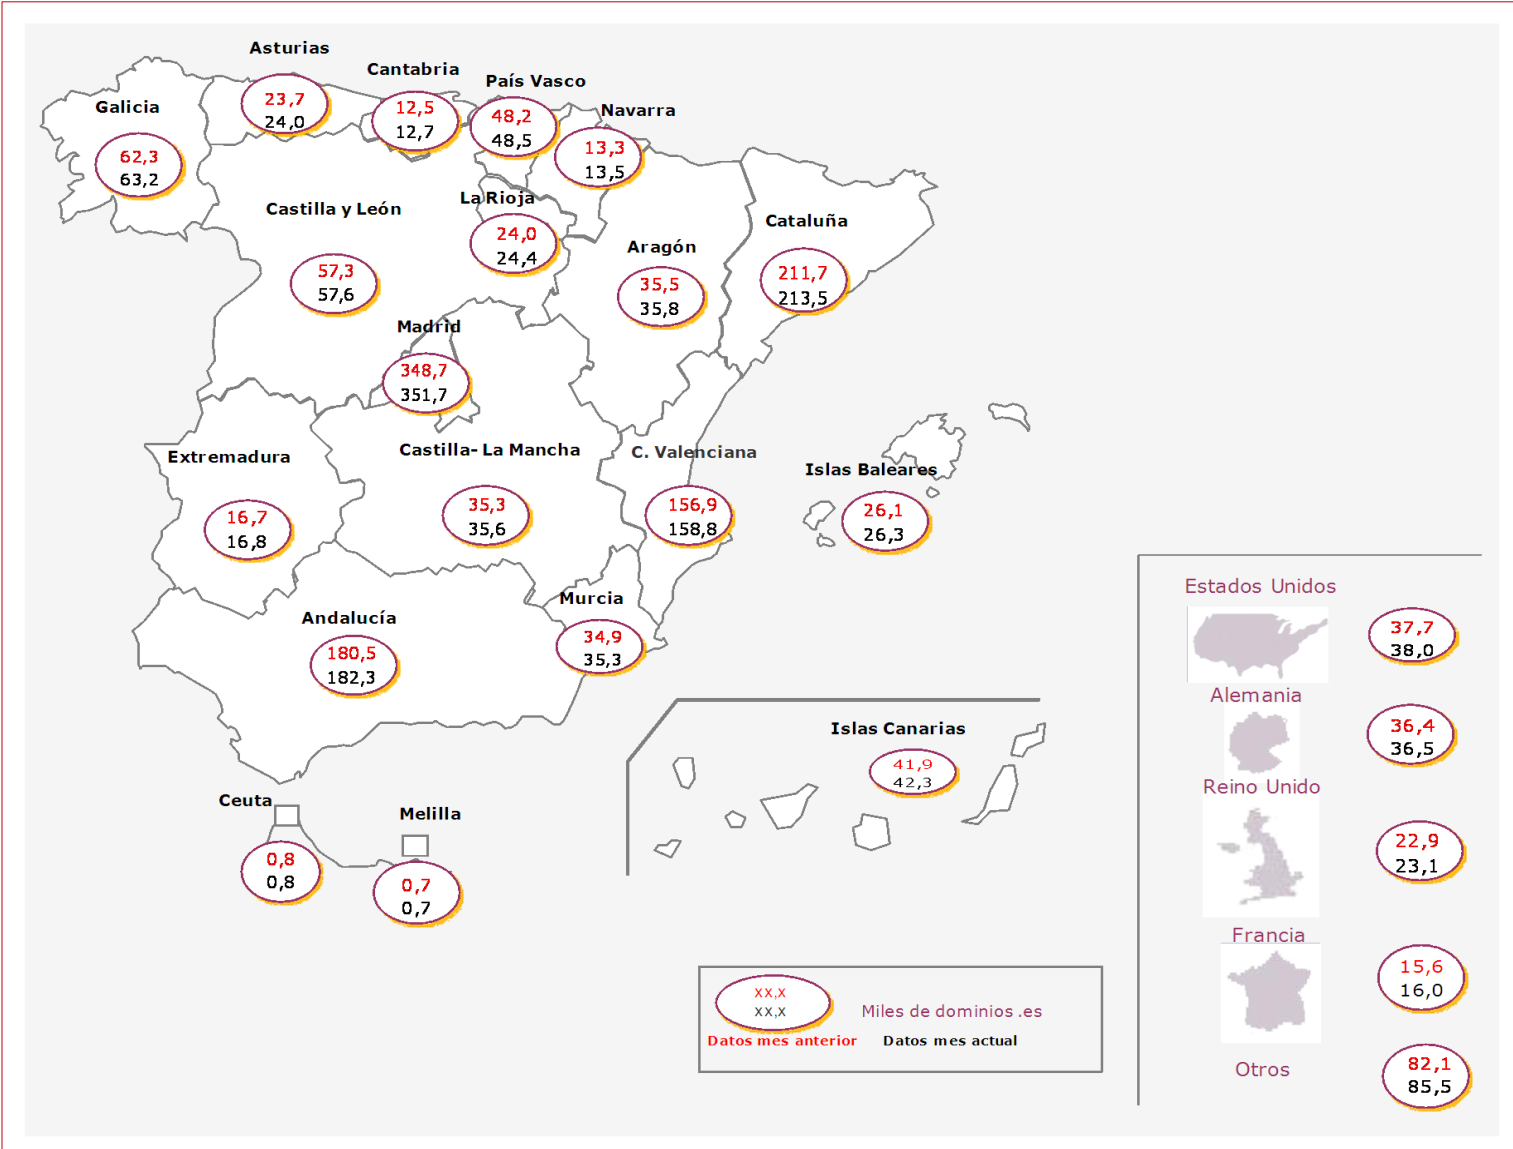 Asturias
23,7
24,0
Cantabria
12,5
12,7
País Vasco
48,2
48,5
Navarra
13,3
13,5
Galicia
62,3
63,2
Castilla y León
57,3
57,6
La Rioja
24,0
24,4
Aragón
35,5
35,8
Cataluña
211,7
213,5
Madrid
348,7
351,7
Extremadura
16,7
16,8
Castilla- La Mancha
35,3
35,6
C. Valenciana
156,9
158,8
Islas Baleares
26,1
26,3
Andalucía
180,5
182,3
Murcia
34,9
35,3
Islas Canarias
41,9
42,3
Ceuta
0,8
0,8
Melilla
0,7
0,7
Estados Unidos
37,7
38,0
Alemania
36,4
36,5
Reino Unido
22,9
23,1
Francia
15,6
16,0
Otros
82,1
85,5
xx,x
xx,x
Miles de dominios .es
Datos mes anterior Datos mes actual